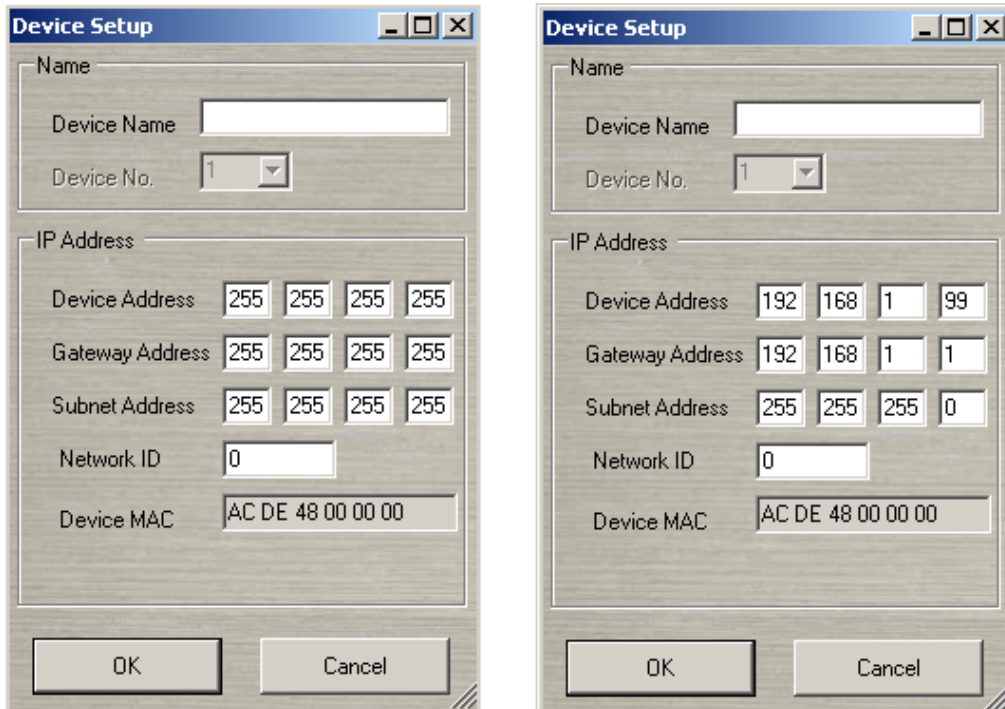 Device Setup
Name
Device Name
Device No. 1
IP Address
Device Address 255 255 255 255
Gateway Address 255 255 255 255
Subnet Address 255 255 255 255
Network ID 0
Device MAC AC DE 48 00 00 00
OK Cancel
Device Setup
Name
Device Name
Device No. 1
IP Address
Device Address 192 168 1 99
Gateway Address 192 168 1 1
Subnet Address 255 255 255 0
Network ID 0
Device MAC AC DE 48 00 00 00
OK Cancel